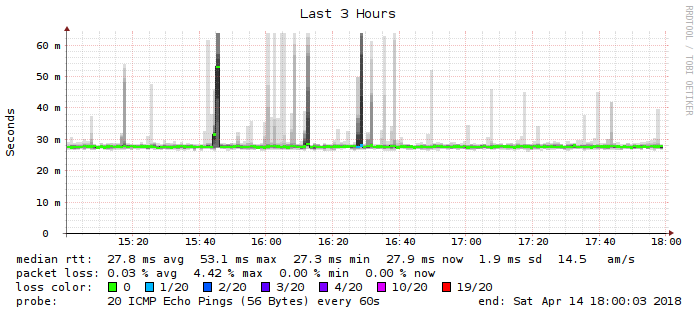 Last 3 Hours
RRDTOOL / TOBI OETIKER
Seconds
60 m
50 m
40 m
30 m
20 m
10 m
0
15:20 15:40 16:00 16:20 16:40 17:00 17:20 17:40 18:00
median rtt: 27.8 ms avg 53.1 ms max 27.3 ms min 27.9 ms now 1.9 ms sd 14.5 am/s
packet loss: 0.03 % avg 4.42 % max 0.00 % min 0.00 % now
loss color: 0 1/20 2/20 3/20 4/20 10/20 19/20
probe: 20 ICMP Echo Pings (56 Bytes) every 60s end: Sat Apr 14 18:00:03 2018